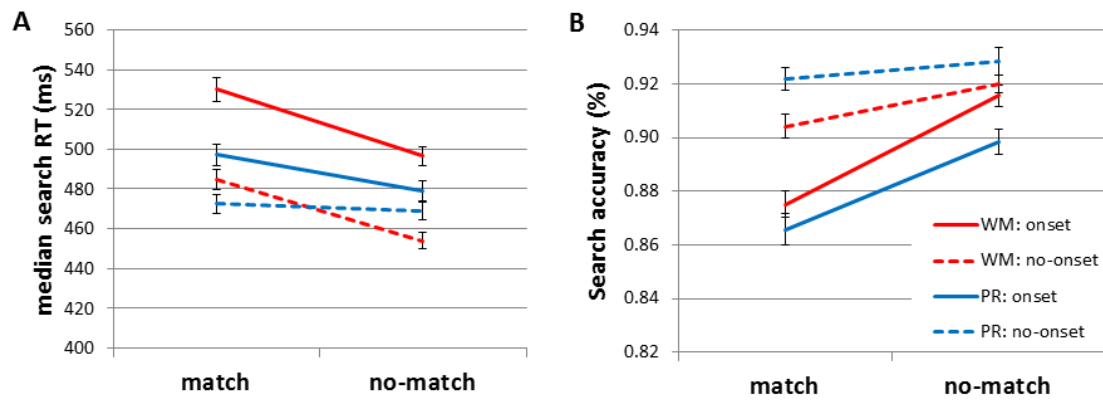 A
median search RT (ms)
560
540
520
500
480
460
440
420
400
match
no-match
B
Search accuracy (%)
0.94
0.92
0.90
0.88
0.86
0.84
0.82
match
no-match
WM: onset
WM: no-onset
PR: onset
PR: no-onset